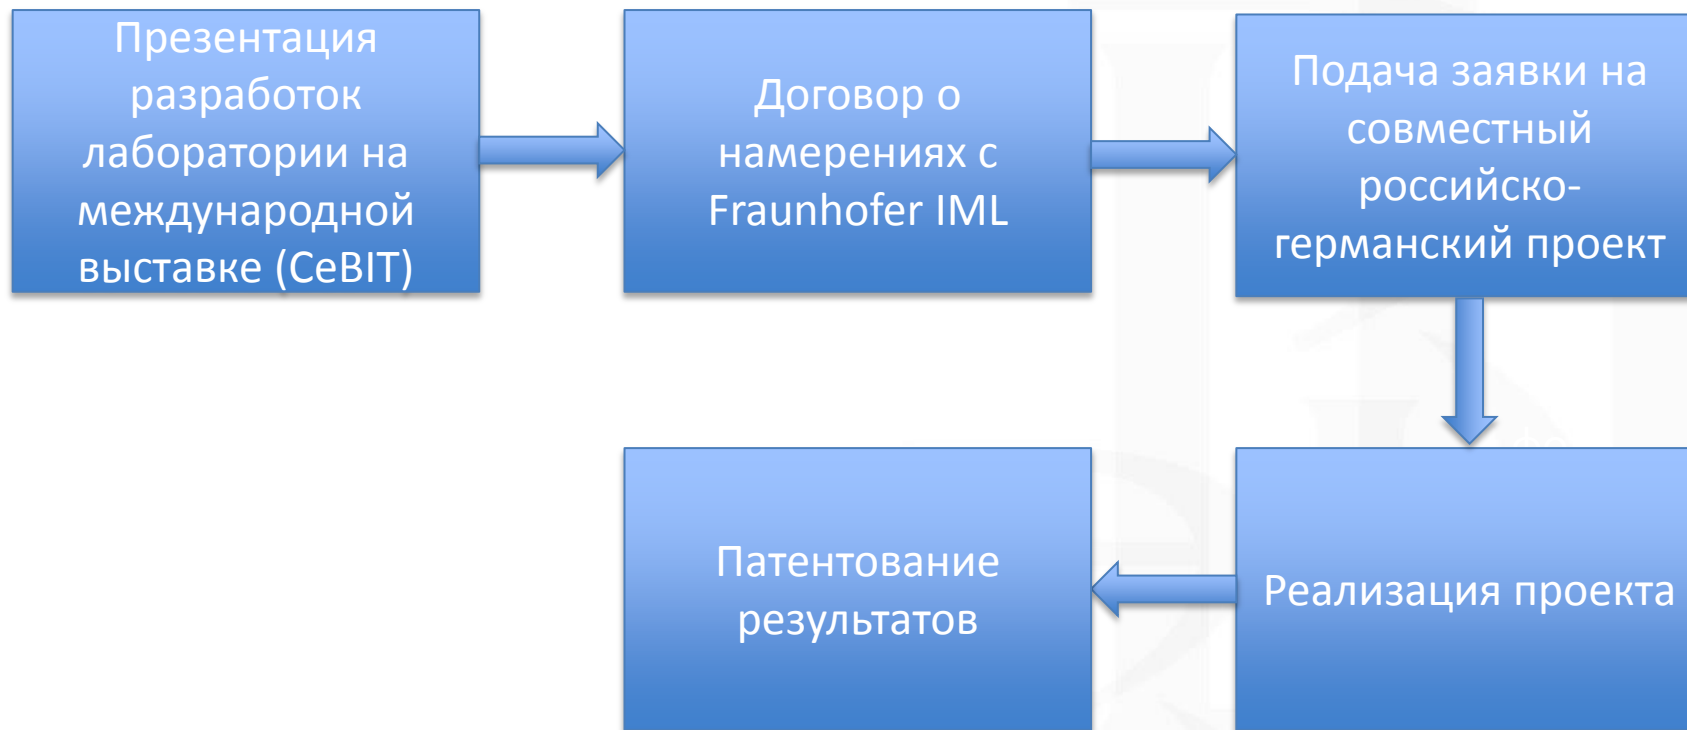 Презентация
разработок
лаборатории на
международной
выставке (CeBIT)
Договор о
намерениях с
Fraunhofer IML
Подача заявки на
совместный
российско-
германский проект
Реализация проекта
Патентование
результатов